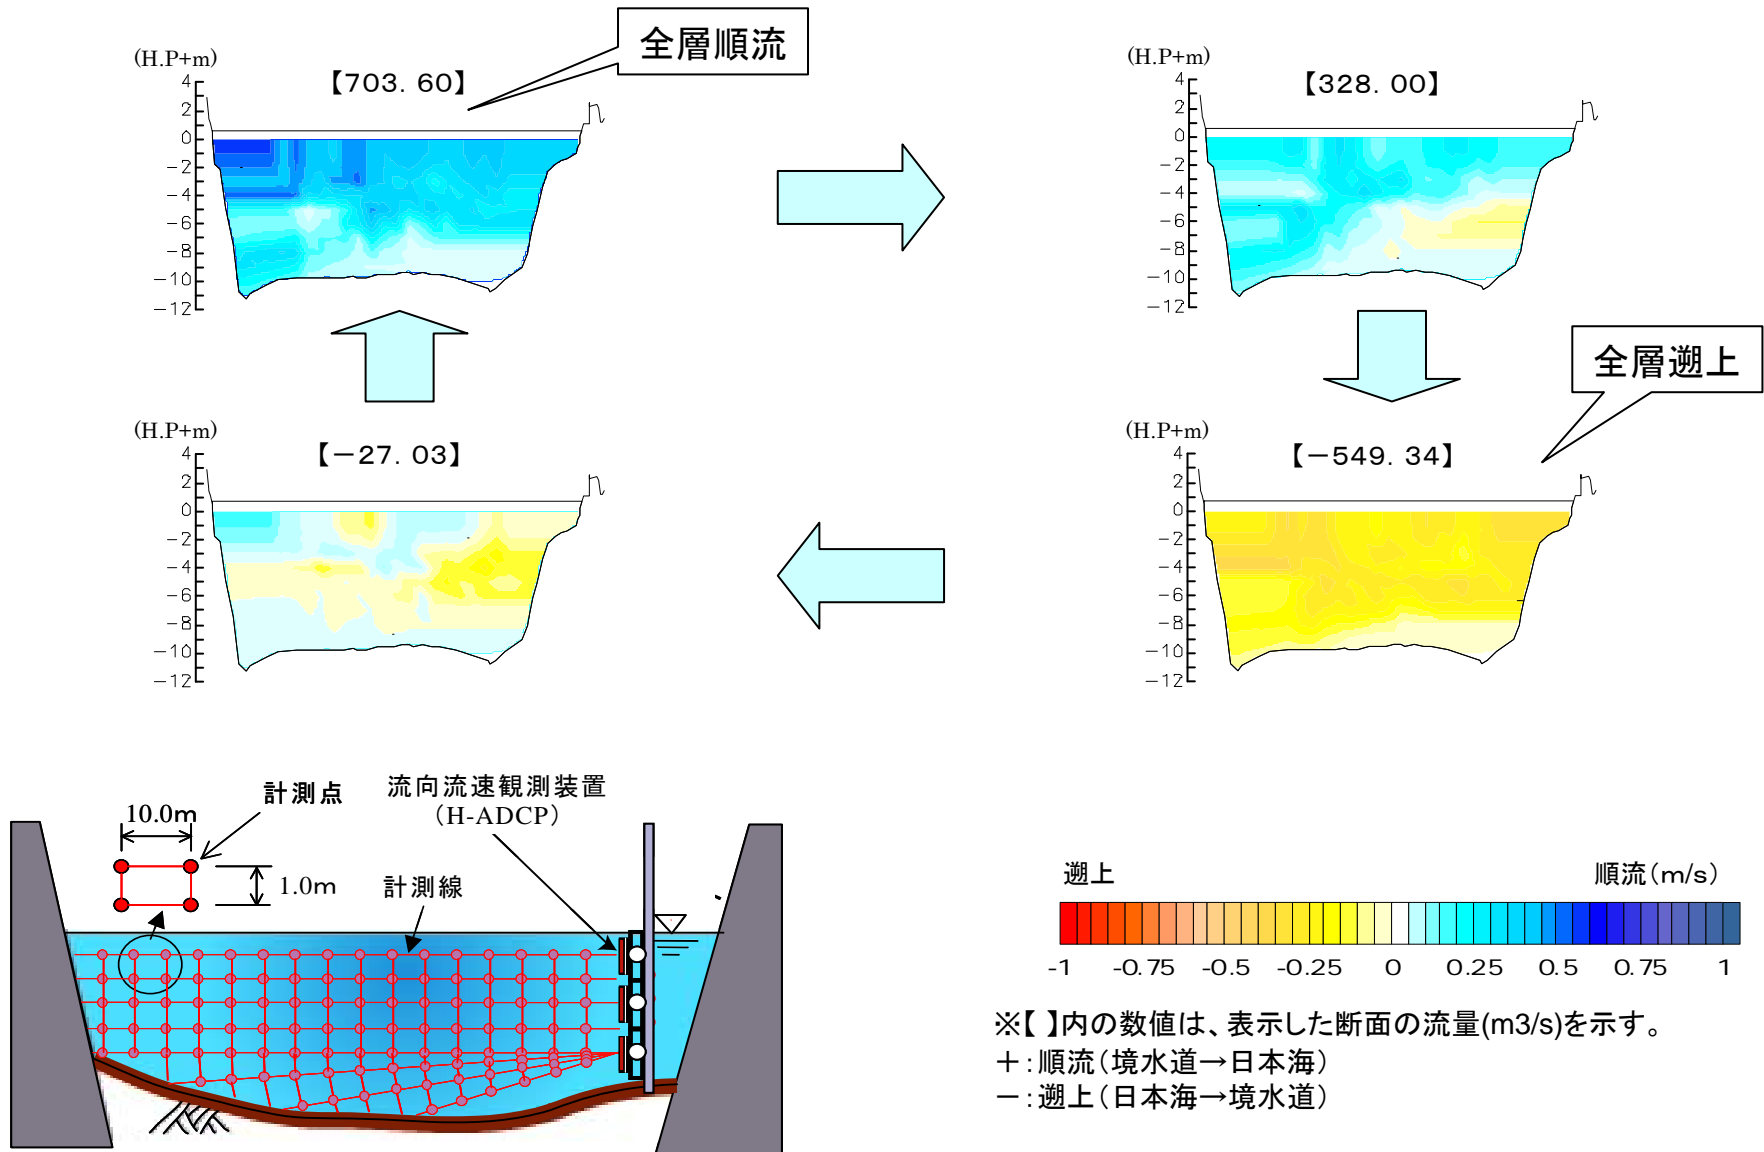 全層順流
(H.P+m)
【703. 60】
4
2
0
-2
-4
-6
-8
-10
-12
(H.P+m)
【328. 00】
4
2
0
-2
-4
-6
-8
-10
-12
全層遡上
(H.P+m)
【-27. 03】
4
2
0
-2
-4
-6
-8
-10
-12
(H.P+m)
【-549. 34】
4
2
0
-2
-4
-6
-8
-10
-12
計測点
10.0m
1.0m
流向流速観測装置
(H-ADCP)
計測線
遡上
順流(m/s)
-1 -0.75 -0.5 -0.25 0 0.25 0.5 0.75 1
※【 】内の数値は、表示した断面の流量(m3/s)を示す。
+:順流(境水道→日本海)
-:遡上(日本海→境水道)